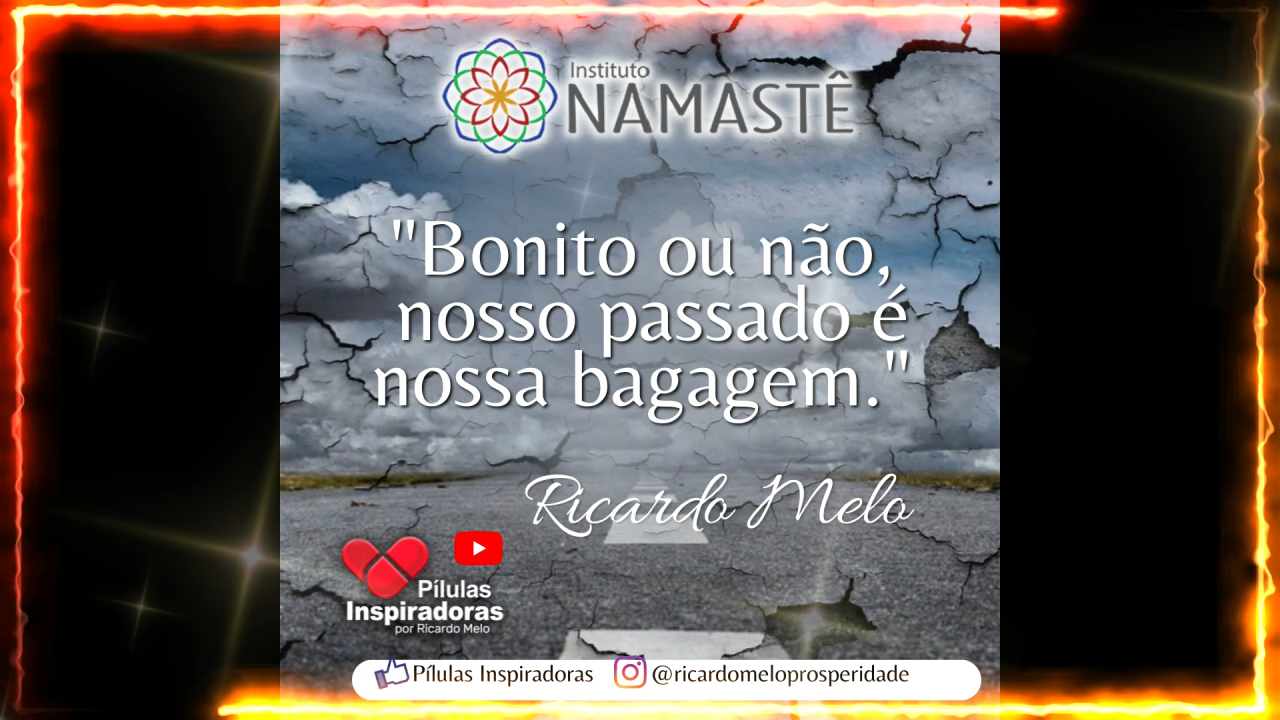 Instituto
NAMASTÊ
"Bonito ou não,
nosso passado é
nossa bagagem."
Ricardo Melo
Pílulas
Inspiradoras
por Ricardo Melo
Pílulas Inspiradoras @ricardomeloprosperidade